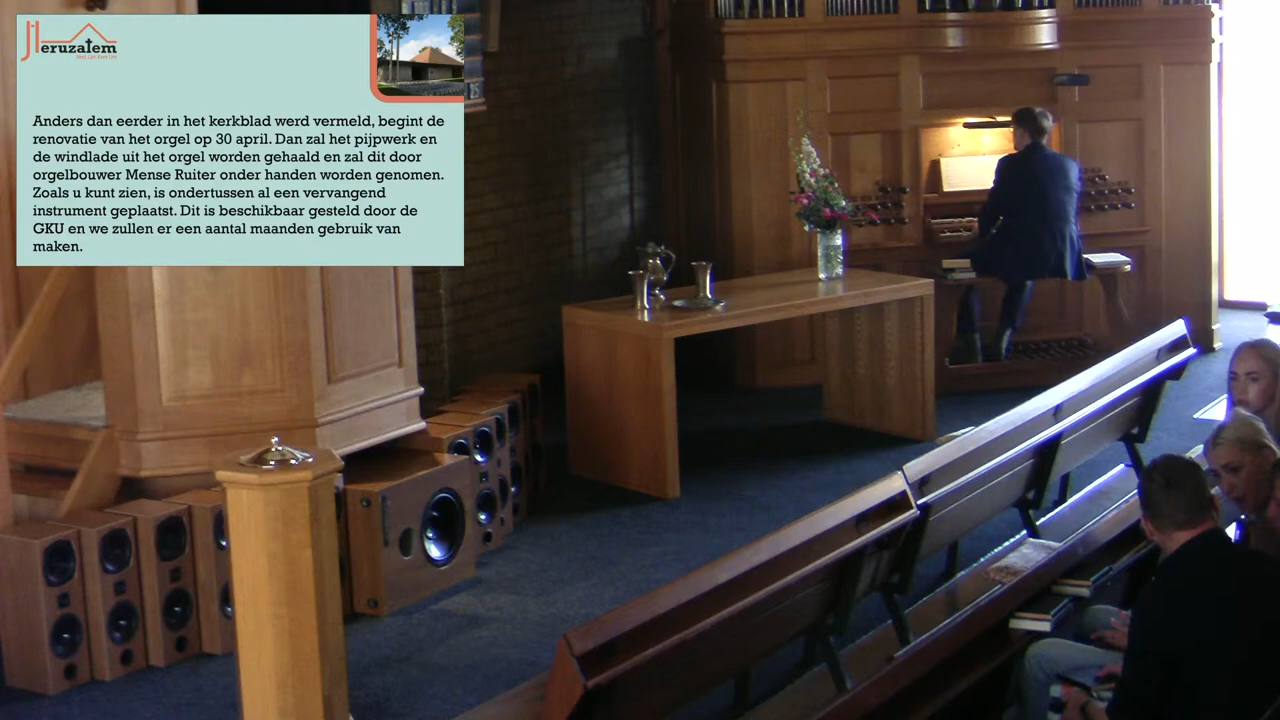 Jeruzalem
Anders dan eerder in het kerkblad werd vermeld, begint de
renovatie van het orgel op 30 april. Dan zal het pijpwerk en
de windlade uit het orgel worden gehaald en zal dit door
orgelbouwer Mense Ruiter onder handen worden genomen.
Zoals u kunt zien, is ondertussen al een vervangend
instrument geplaatst. Dit is beschikbaar gesteld door de
GKU en we zullen er een aantal maanden gebruik van
maken.